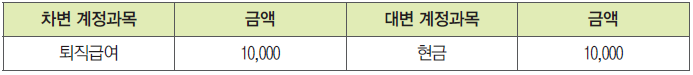 차변 계정과목 금액 대변 계정과목 금액
퇴직급여 10,000 현금 10,000